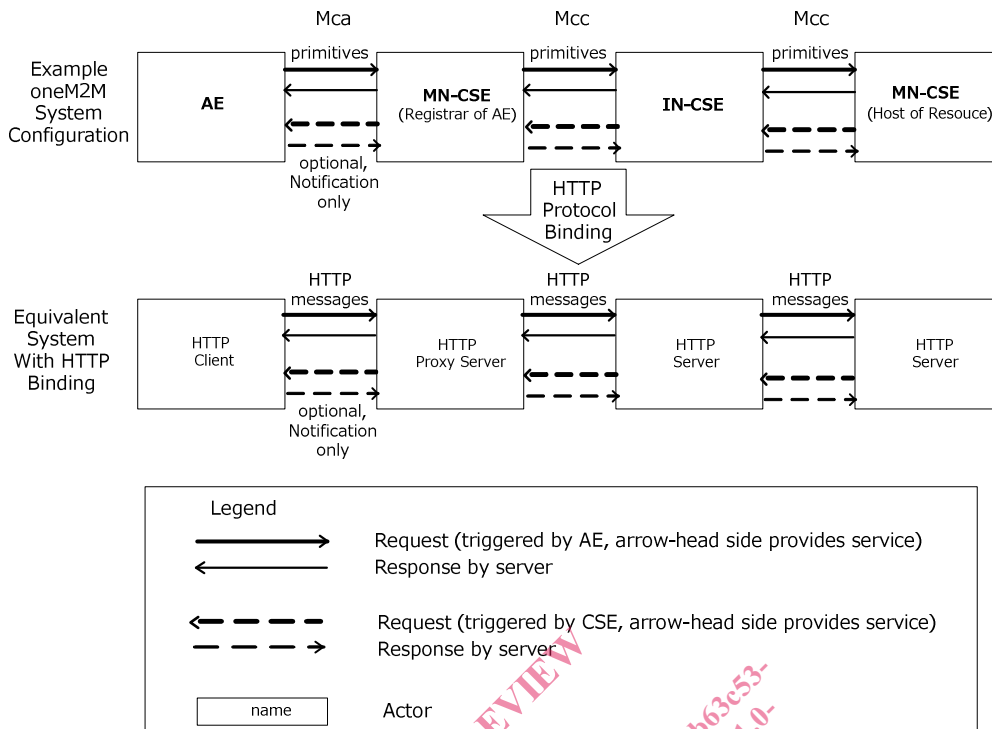 Mca
Mcc
Mcc
Example
oneM2M
System
Configuration
primitives
primitives
primitives
AE
MN-CSE
(Registrar of AE)
IN-CSE
MN-CSE
(Host of Resouce)
optional,
Notification
only
HTTP
Protocol
Binding
Equivalent
System
With HTTP
Binding
HTTP
messages
HTTP
messages
HTTP
messages
HTTP
Client
HTTP
Proxy Server
HTTP
Server
HTTP
Server
optional,
Notification
only
Legend
Request (triggered by AE, arrow-head side provides service)
Response by server
Request (triggered by CSE, arrow-head side provides service)
Response by server
name
Actor
EVIEW
b63c53-